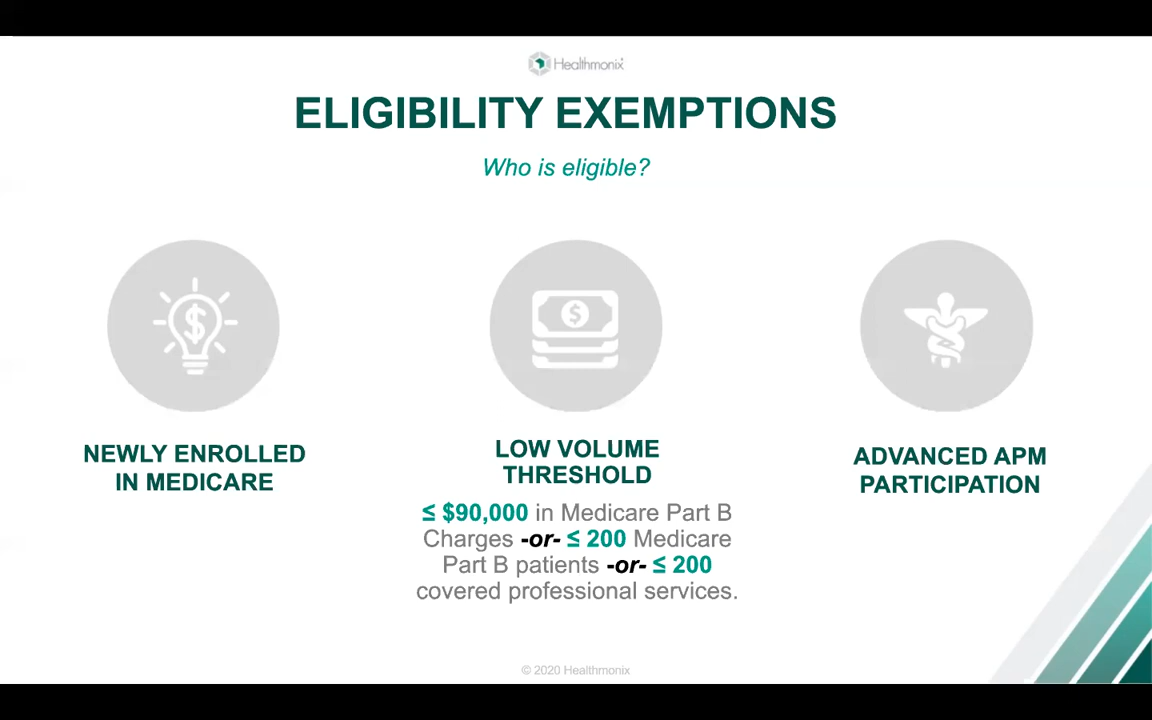 Healthmonix
ELIGIBILITY EXEMPTIONS
Who is eligible?
NEWLY ENROLLED
IN MEDICARE
LOW VOLUME
THRESHOLD
≤ $90,000 in Medicare Part B
Charges -or- ≤ 200 Medicare
Part B patients -or- ≤ 200
covered professional services.
ADVANCED APM
PARTICIPATION
© 2020 Healthmonix